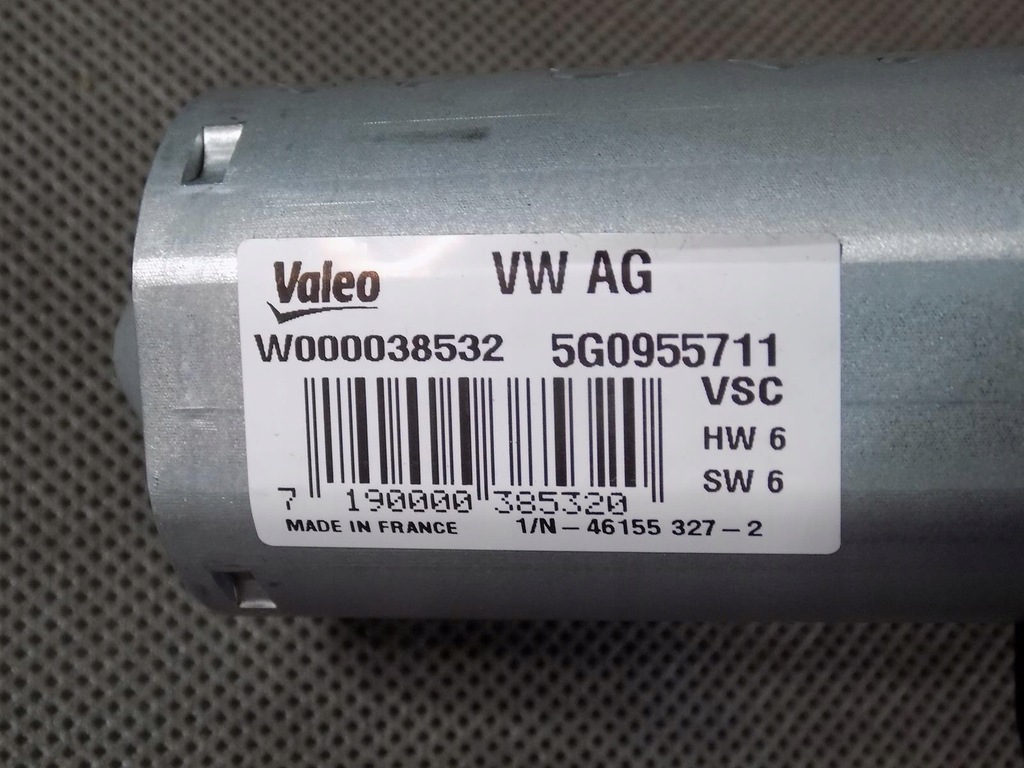 Valeo VW AG
W000038532 5G0955711
VSC
HW 6
SW 6
7 190000 385320
MADE IN FRANCE 1/N - 46155 327 - 2